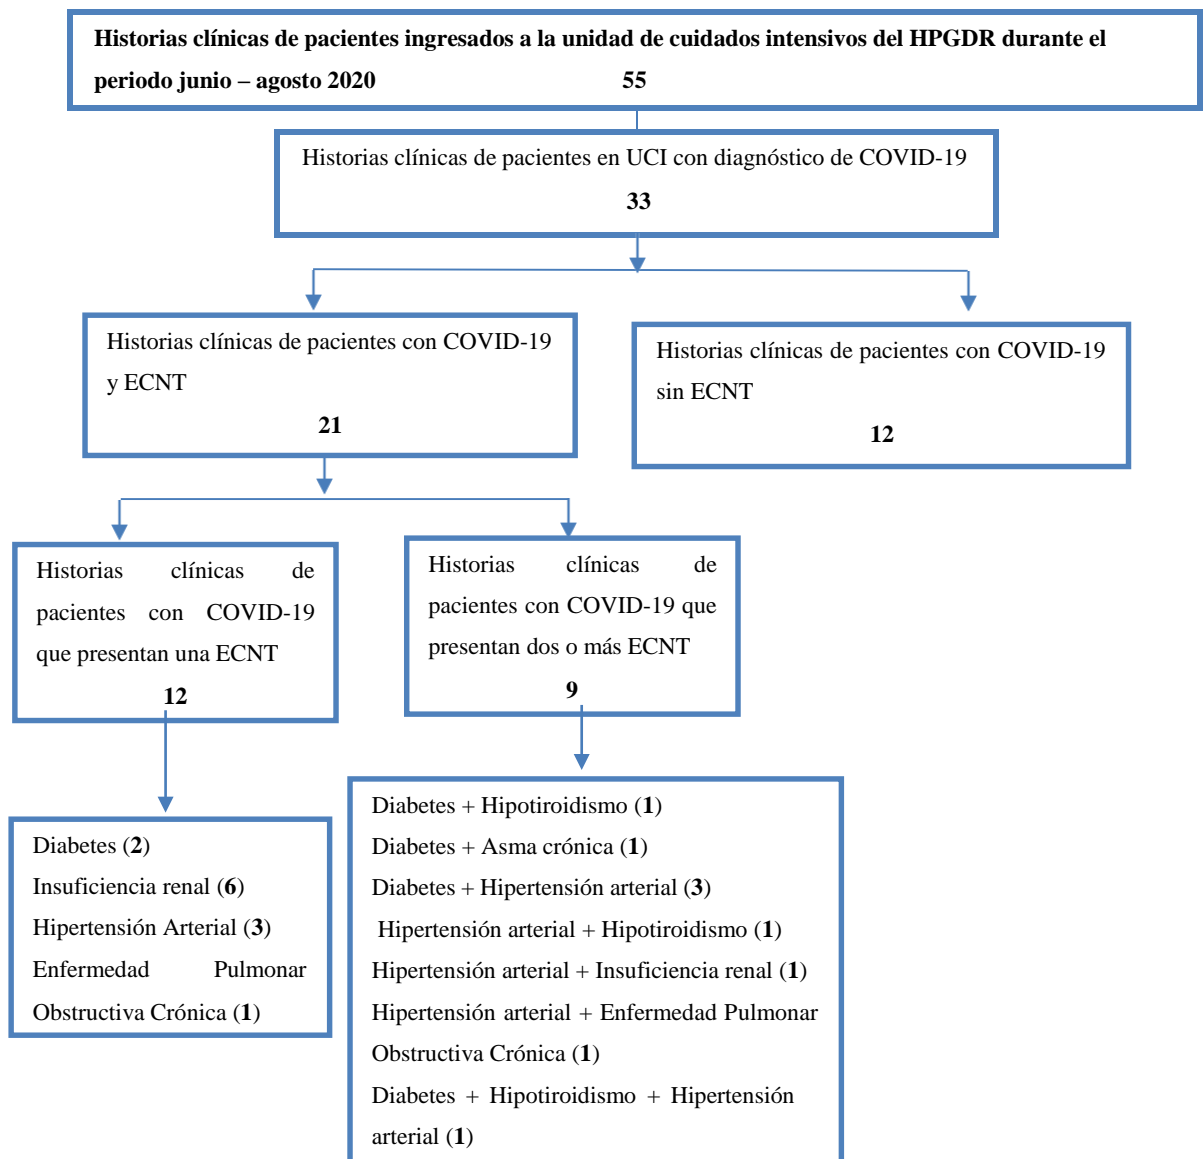 Historias clínicas de pacientes ingresados a la unidad de cuidados intensivos del HPGDR durante el
periodo junio – agosto 2020 55
Historias clínicas de pacientes en UCI con diagnóstico de COVID-19
33
Historias clínicas de pacientes con COVID-19
y ECNT
21
Historias clínicas de pacientes con COVID-19
sin ECNT
12
Historias clínicas de
pacientes con COVID-19
que presentan una ECNT
12
Historias clínicas de
pacientes con COVID-19 que
presentan dos o más ECNT
9
Diabetes (2)
Insuficiencia renal (6)
Hipertensión Arterial (3)
Enfermedad Pulmonar
Obstructiva Crónica (1)
Diabetes + Hipotiroidismo (1)
Diabetes + Asma crónica (1)
Diabetes + Hipertensión arterial (3)
Hipertensión arterial + Hipotiroidismo (1)
Hipertensión arterial + Insuficiencia renal (1)
Hipertensión arterial + Enfermedad Pulmonar
Obstructiva Crónica (1)
Diabetes + Hipotiroidismo + Hipertensión
arterial (1)